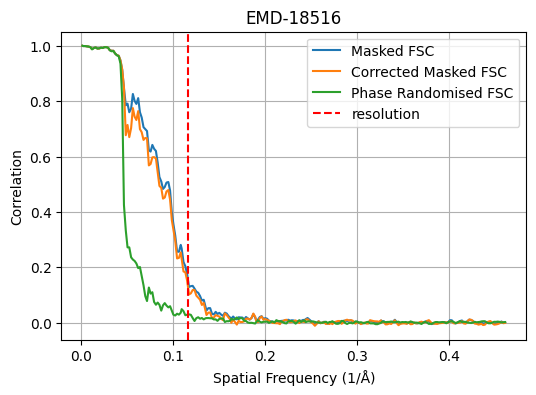 EMD-18516
Masked FSC
Corrected Masked FSC
Phase Randomised FSC
resolution
Correlation
1.0
0.8
0.6
0.4
0.2
0.0
0.0 0.1 0.2 0.3 0.4
Spatial Frequency (1/Å)